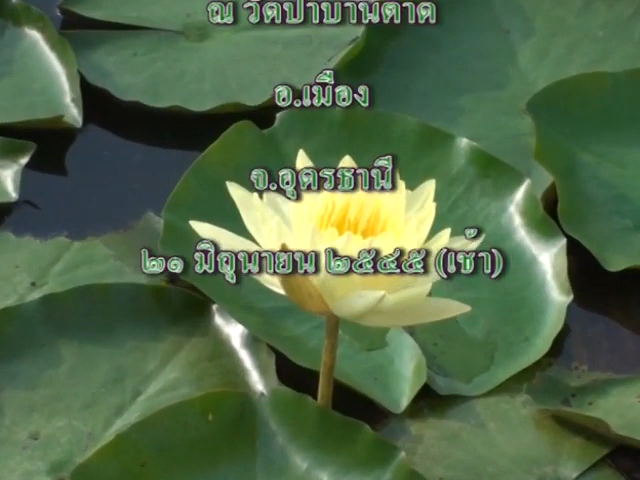 ณ วัดป่าบ้านตาด
อ.เมือง
จ.อุดรธานี
๒๑ มิถุนายน ๒๕๔๕ (เช้า)